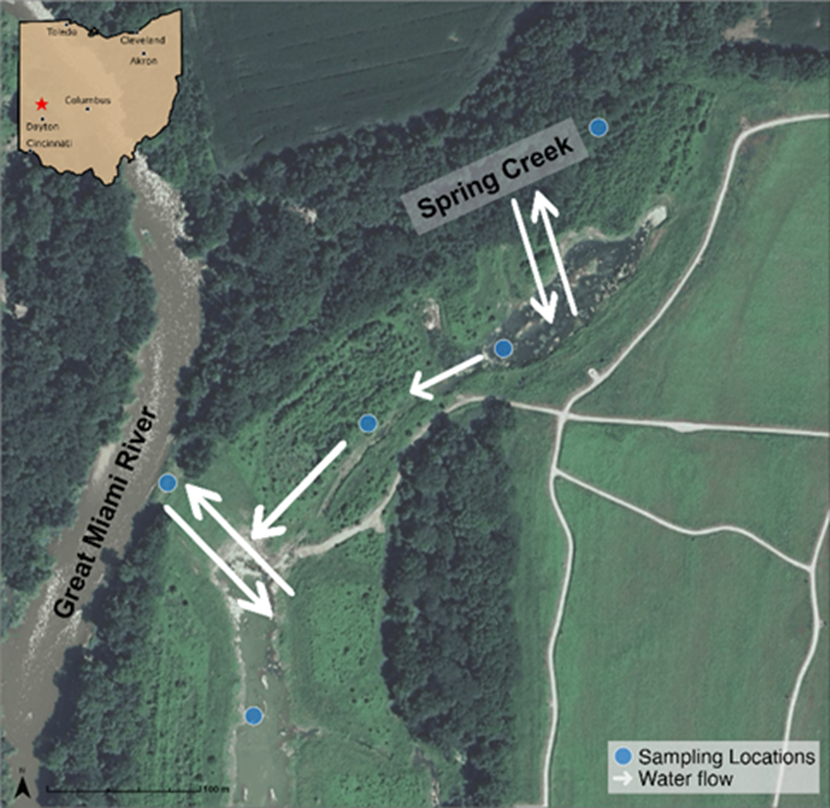 Toledo
Cleveland
Akron
Columbus
Dayton
Cincinnati
Spring Creek
Great Miami River
Sampling Locations
Water flow
N
100 m